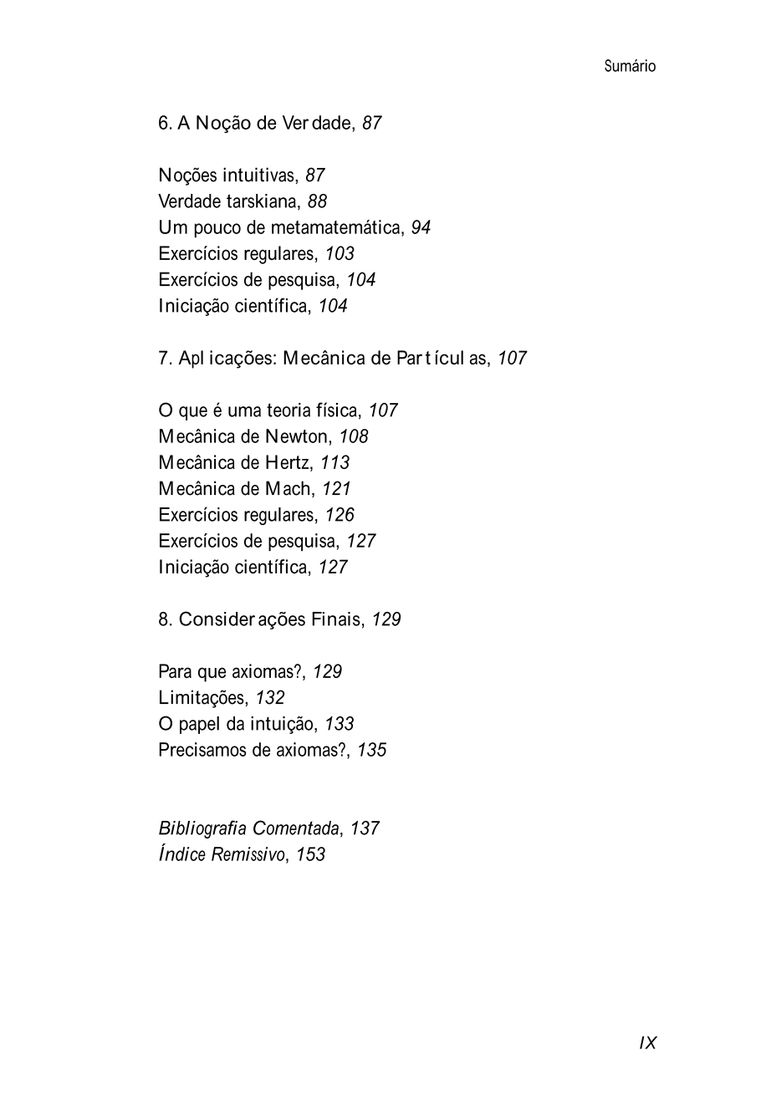 Sumário
6. A Noção de Verdade, 87
Noções intuitivas, 87
Verdade tarskiana, 88
Um pouco de metamatemática, 94
Exercícios regulares, 103
Exercícios de pesquisa, 104
Iniciação científica, 104
7. Aplicações: Mecânica de Partículas, 107
O que é uma teoria física, 107
Mecânica de Newton, 108
Mecânica de Hertz, 113
Mecânica de Mach, 121
Exercícios regulares, 126
Exercícios de pesquisa, 127
Iniciação científica, 127
8. Considerações Finais, 129
Para que axiomas?, 129
Limitações, 132
O papel da intuição, 133
Precisamos de axiomas?, 135
Bibliografia Comentada, 137
Índice Remissivo, 153
IX